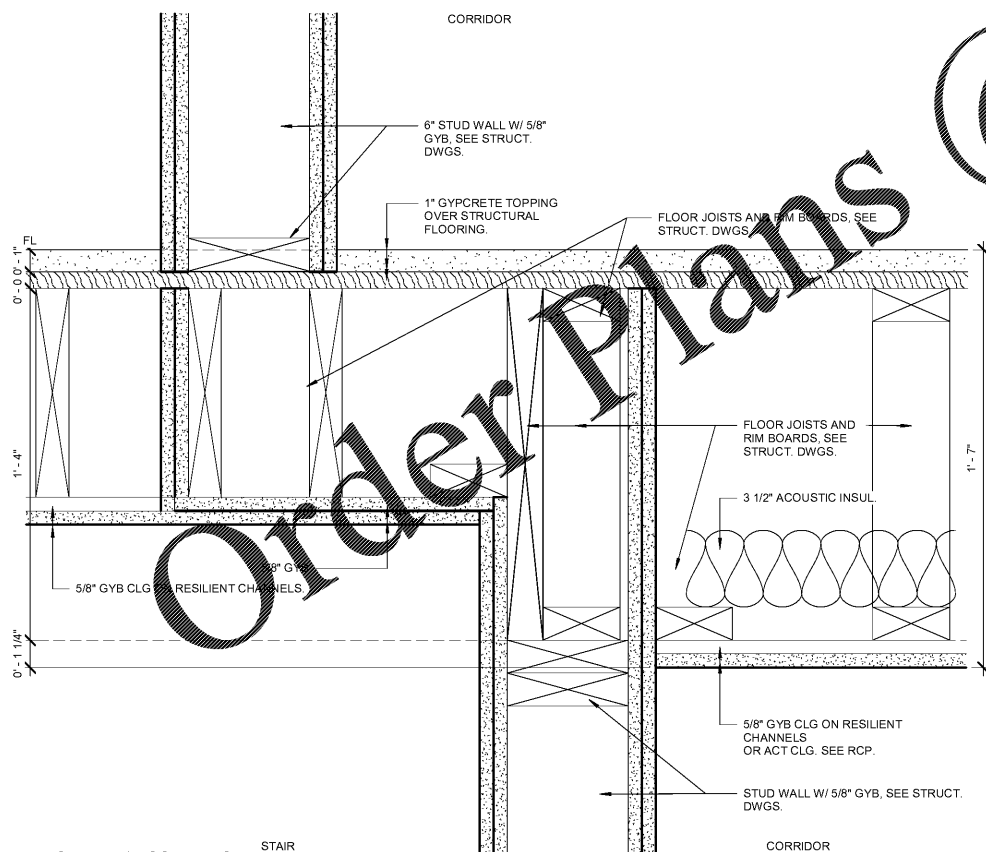 CORRIDOR
6" STUD WALL W/ 5/8"
GYB, SEE STRUCT.
DWGS.
1" GYPCRETE TOPPING
OVER STRUCTURAL
FLOORING.
FLOOR JOISTS AND RIM BOARDS, SEE
STRUCT. DWGS.
FL
0' - 1"
0' - 0
1' - 4"
0' - 1 1/4"
1' - 7"
FLOOR JOISTS AND
RIM BOARDS, SEE
STRUCT. DWGS.
3 1/2" ACOUSTIC INSUL.
5/8" GYB
5/8" GYB CLG ON RESILIENT CHANNELS.
5/8" GYB CLG ON RESILIENT
CHANNELS
OR ACT CLG. SEE RCP.
STUD WALL W/ 5/8" GYB, SEE STRUCT.
DWGS.
STAIR
CORRIDOR
Order Plans